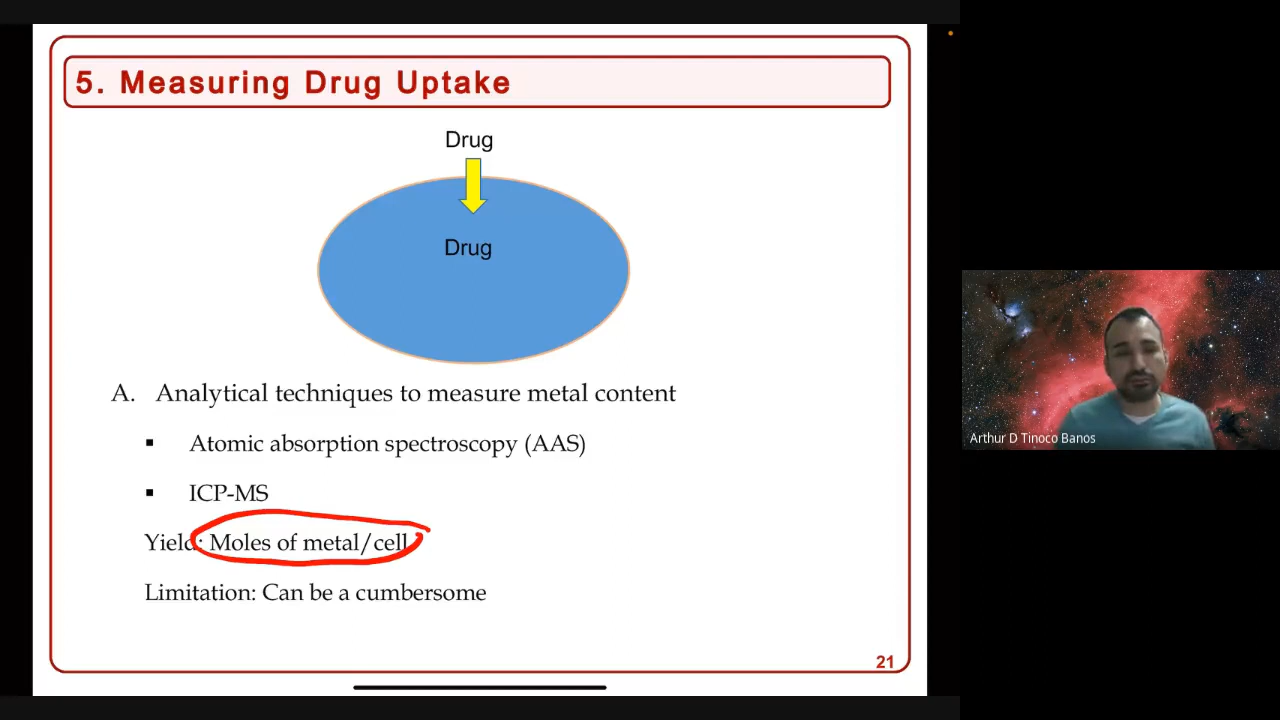 5. Measuring Drug Uptake
Drug
Drug
A. Analytical techniques to measure metal content
▪ Atomic absorption spectroscopy (AAS)
▪ ICP-MS
Yield: Moles of metal/cell
Limitation: Can be a cumbersome
21
Arthur D Tinoco Banos